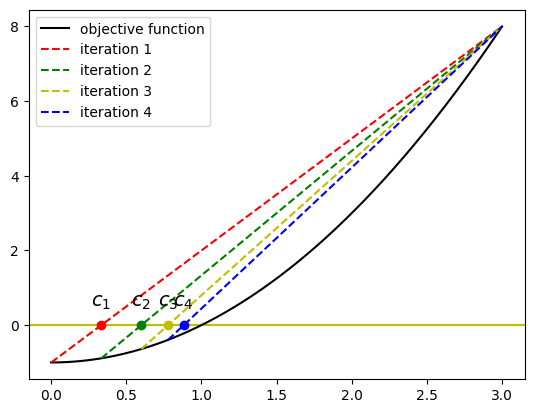 8
6
4
2
0
objective function
iteration 1
iteration 2
iteration 3
iteration 4
c₁ c₂ c₃ c₄
0.0 0.5 1.0 1.5 2.0 2.5 3.0